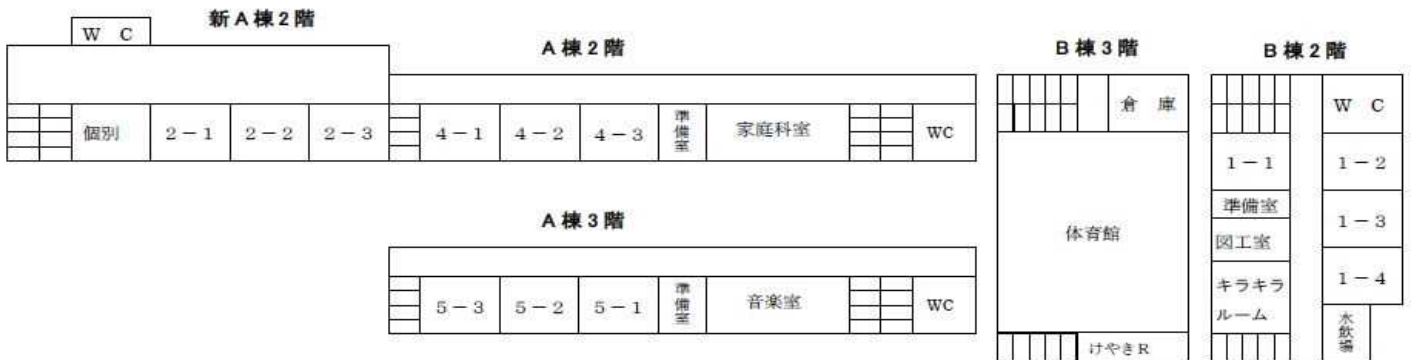 新A棟2階
W C
個別 2－1 2－2 2－3
A棟2階
4－1 4－2 4－3 準備室 家庭科室 WC
A棟3階
5－3 5－2 5－1 準備室 音楽室 WC
B棟3階
倉 庫
体育館
けやきR
B棟2階
W C
1－1
準備室
図工室
キラキラ
ルーム
1－2
1－3
1－4
水飲場